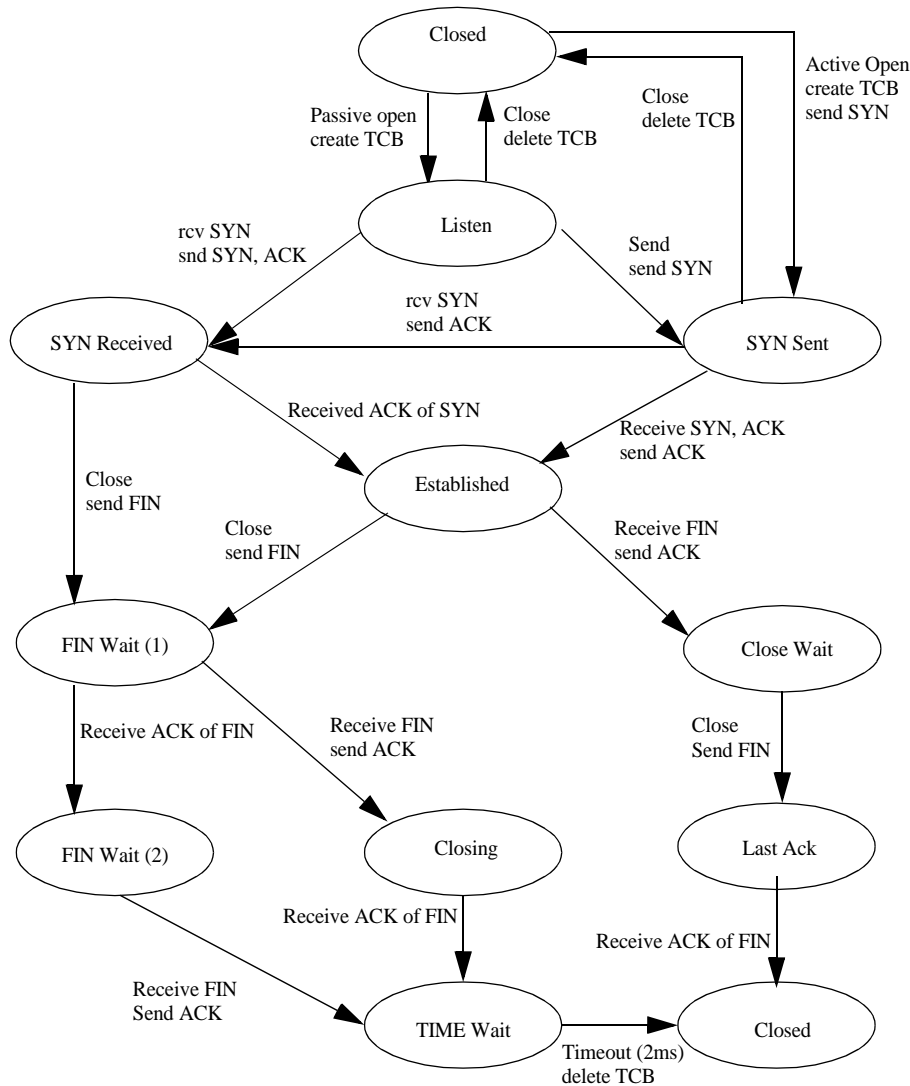 Closed
Active Open
create TCB
send SYN
Passive open
create TCB
Close
delete TCB
Close
delete TCB
Listen
rcv SYN
snd SYN, ACK
Send
send SYN
rcv SYN
send ACK
SYN Received
SYN Sent
Received ACK of SYN
Receive SYN, ACK
send ACK
Established
Close
send FIN
Close
send FIN
Receive FIN
send ACK
FIN Wait (1)
Close Wait
Receive ACK of FIN
Receive FIN
send ACK
Close
Send FIN
FIN Wait (2)
Closing
Last Ack
Receive ACK of FIN
Receive ACK of FIN
Receive FIN
Send ACK
TIME Wait
Closed
Timeout (2ms)
delete TCB